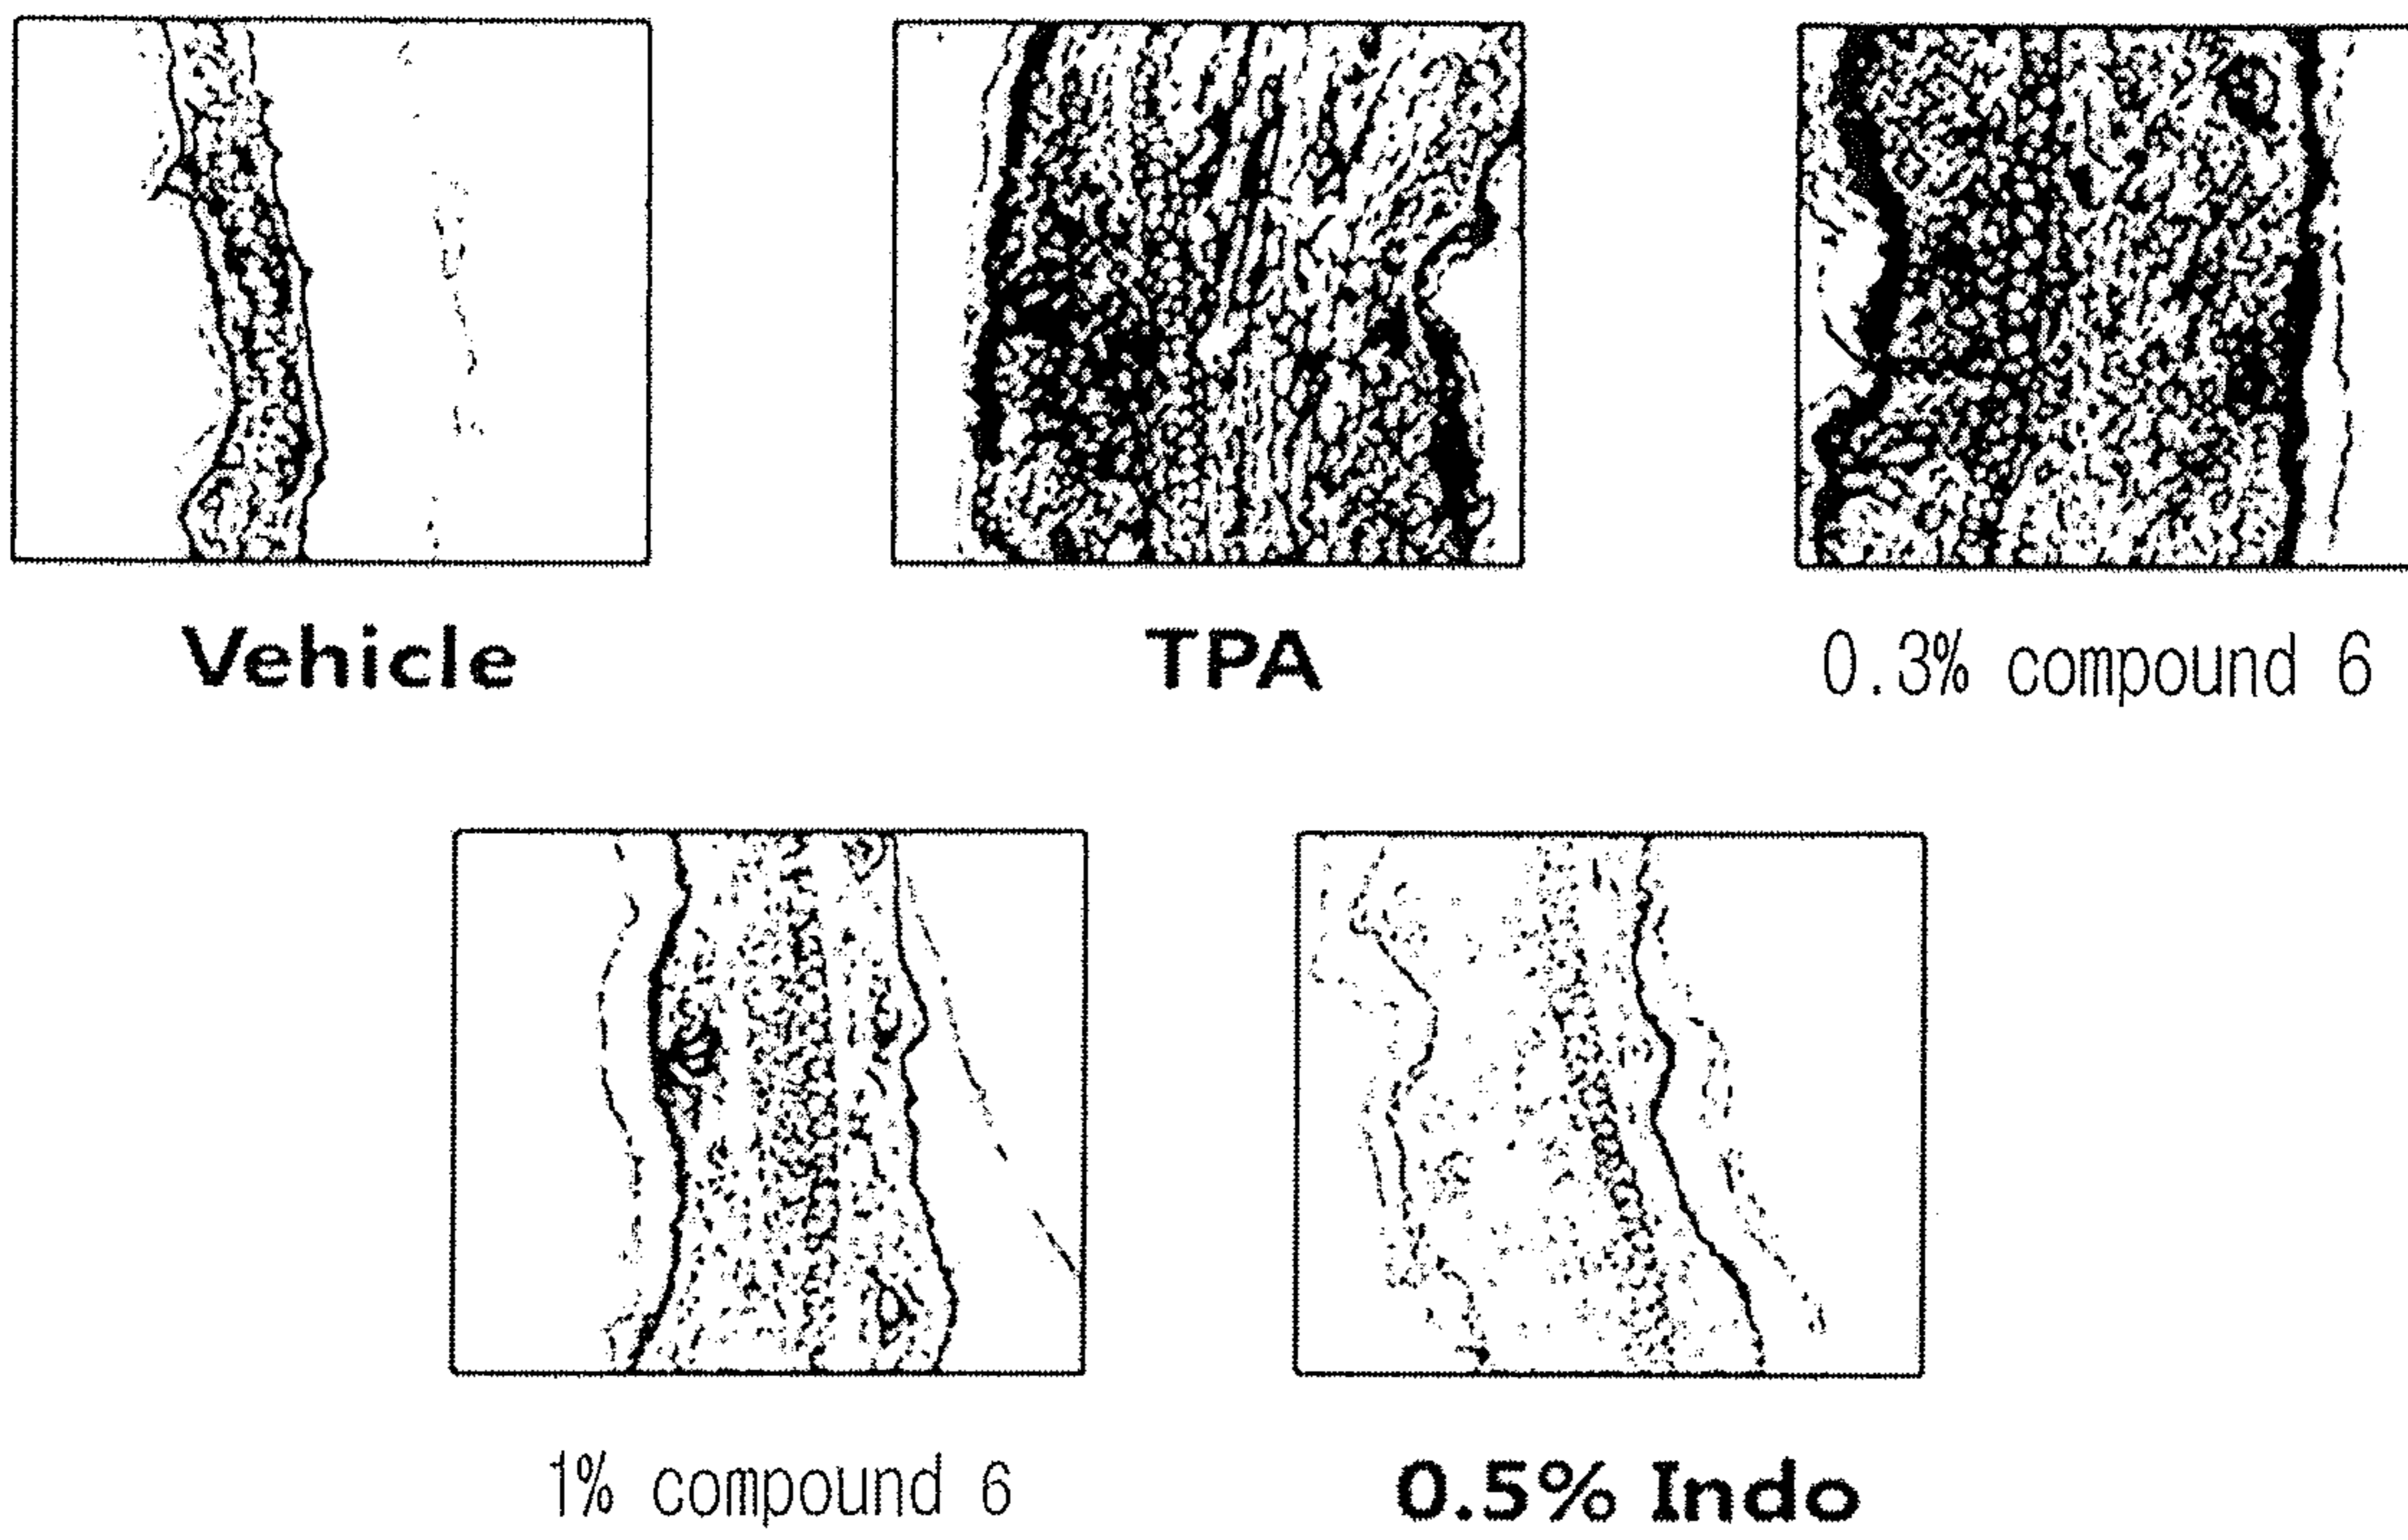 Vehicle
TPA
0.3% compound 6
1% compound 6
0.5% Indo